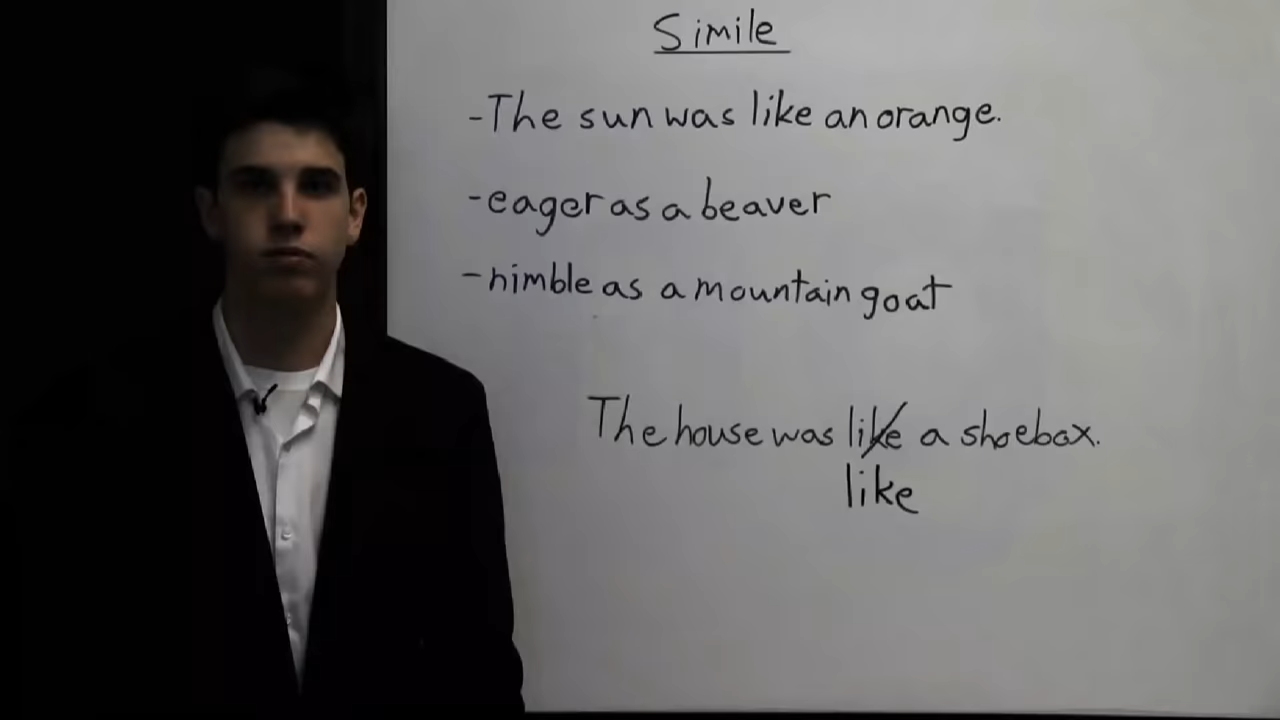 Simile
-The sun was like an orange.
-eager as a beaver
-nimble as a mountain goat
The house was like a shoebox.
like